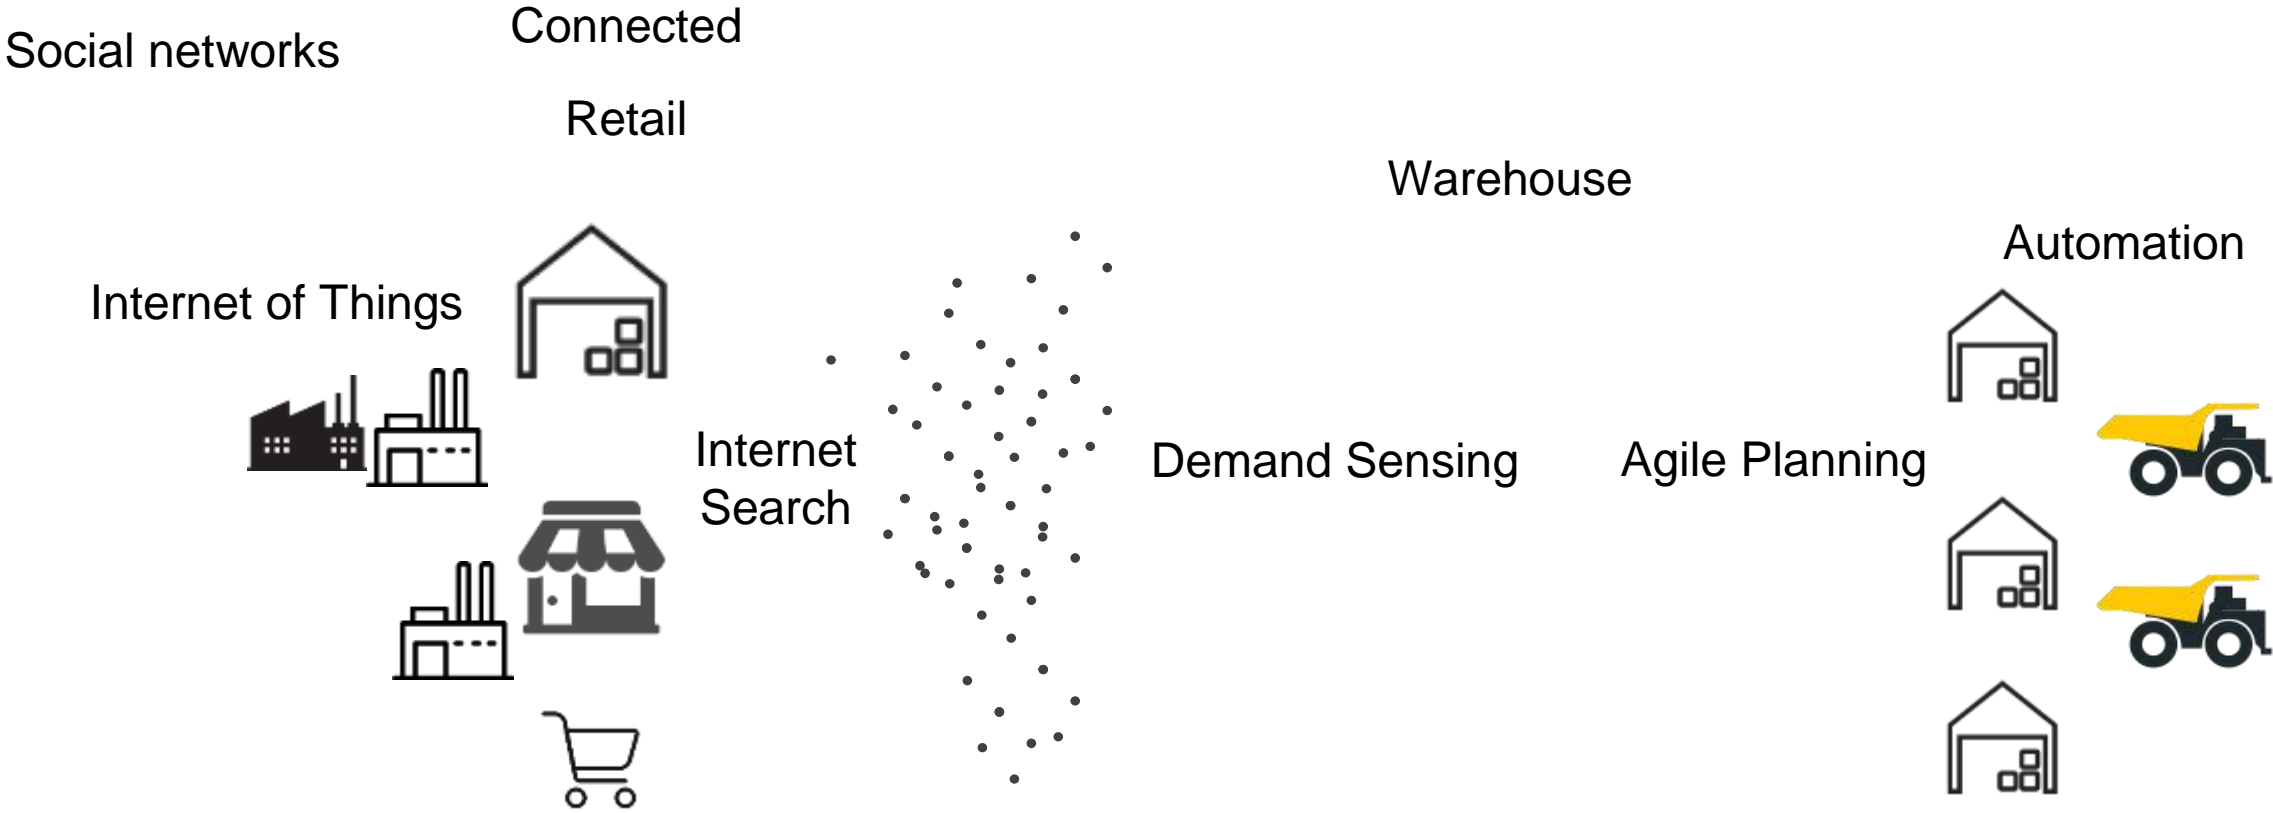 Social networks
Connected
Retail
Internet of Things
Internet
Search
Warehouse
Demand Sensing
Agile Planning
Automation